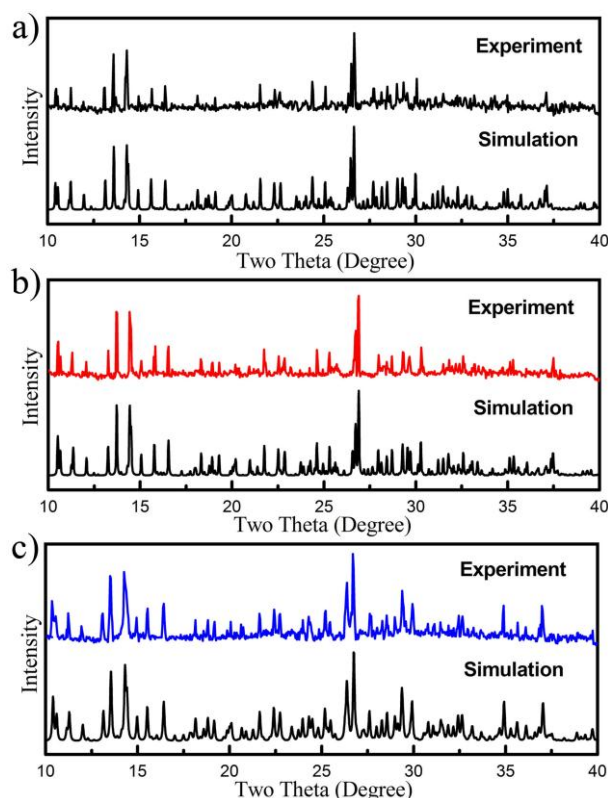 a)
Experiment
Simulation
Intensity
10 15 20 25 30 35 40
Two Theta (Degree)
b)
Experiment
Simulation
Intensity
10 15 20 25 30 35 40
Two Theta (Degree)
c)
Experiment
Simulation
Intensity
10 15 20 25 30 35 40
Two Theta (Degree)